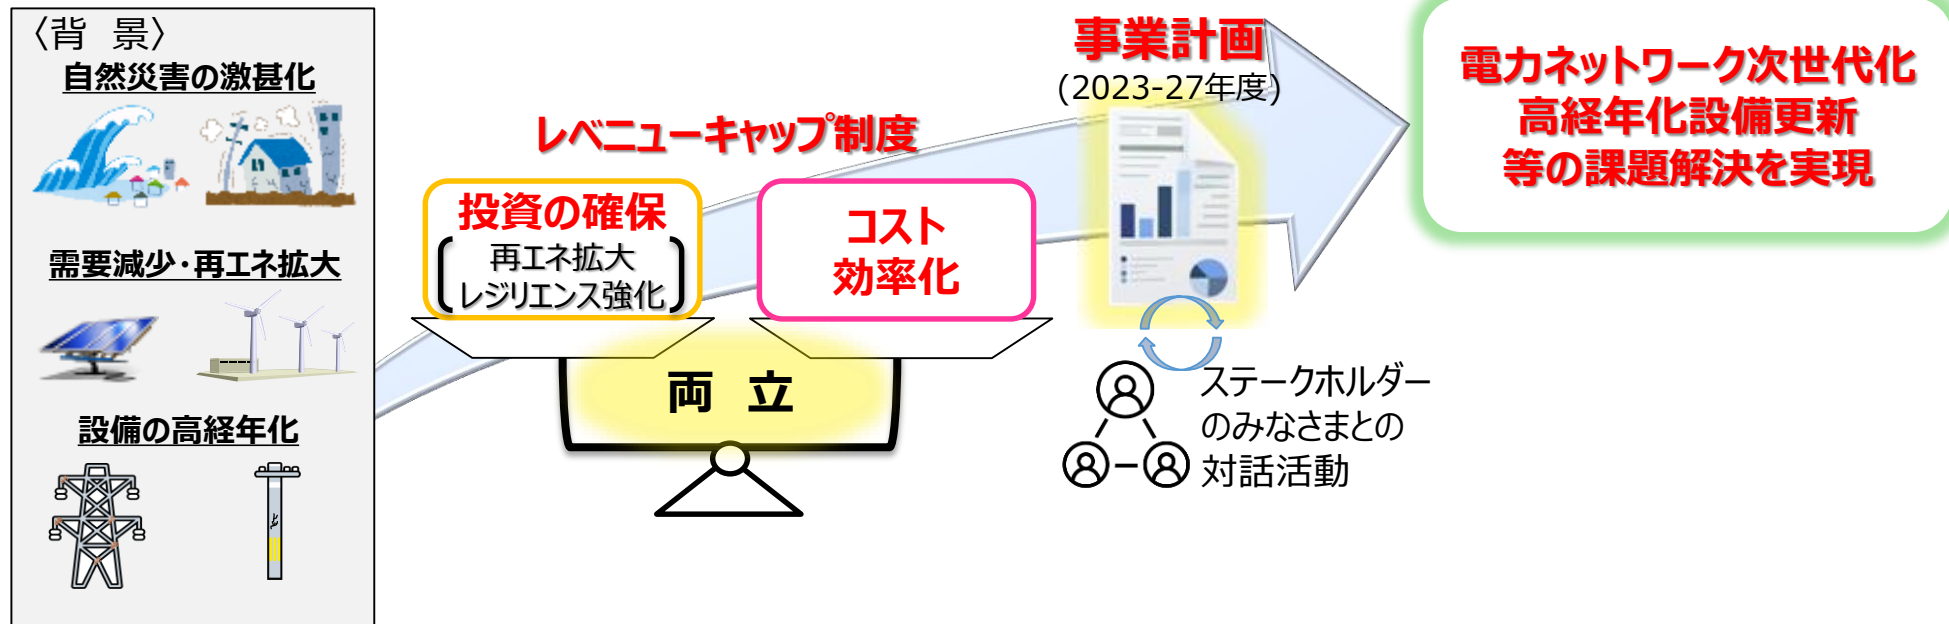 〈背 景〉
自然災害の激甚化
需要減少・再エネ拡大
設備の高経年化
レベニューキャップ制度
投資の確保
再エネ拡大
レジリエンス強化
コスト
効率化
両 立
事業計画
(2023-27年度)
ステークホルダー
のみなさまとの
対話活動
電力ネットワーク次世代化
高経年化設備更新
等の課題解決を実現